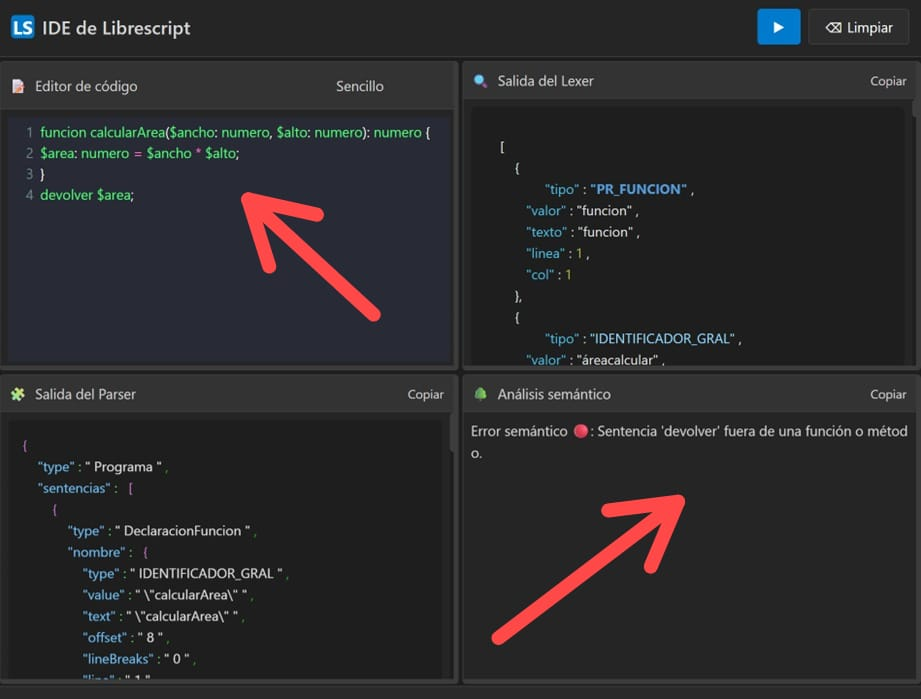 LS IDE de Librescript
Limpiar
Editor de código
Sencillo
1 funcion calcularArea($ancho: numero, $alto: numero): numero {
2 $area: numero = $ancho * $alto;
3 }
4 devolver $area;
Salida del Lexer
Copiar
[
{
"tipo" : "PR_FUNCION" ,
"valor" : "funcion" ,
"texto" : "funcion" ,
"linea" : 1 ,
"col" : 1
},
{
"tipo" : "IDENTIFICADOR_GRAL" ,
"valor" : "áreacalcular" ,
Salida del Parser
Copiar
{
"type" : " Programa " ,
"sentencias" : [
{
"type" : " DeclaracionFuncion " ,
"nombre" : {
"type" : " IDENTIFICADOR_GRAL " ,
"value" : " \"calcularArea\" " ,
"text" : " \"calcularArea\" " ,
"offset" : " 8 " ,
"lineBreaks" : " 0 " ,
"line" : " 1 "
Análisis semántico
Copiar
Error semántico 🔴: Sentencia 'devolver' fuera de una función o métod
o.